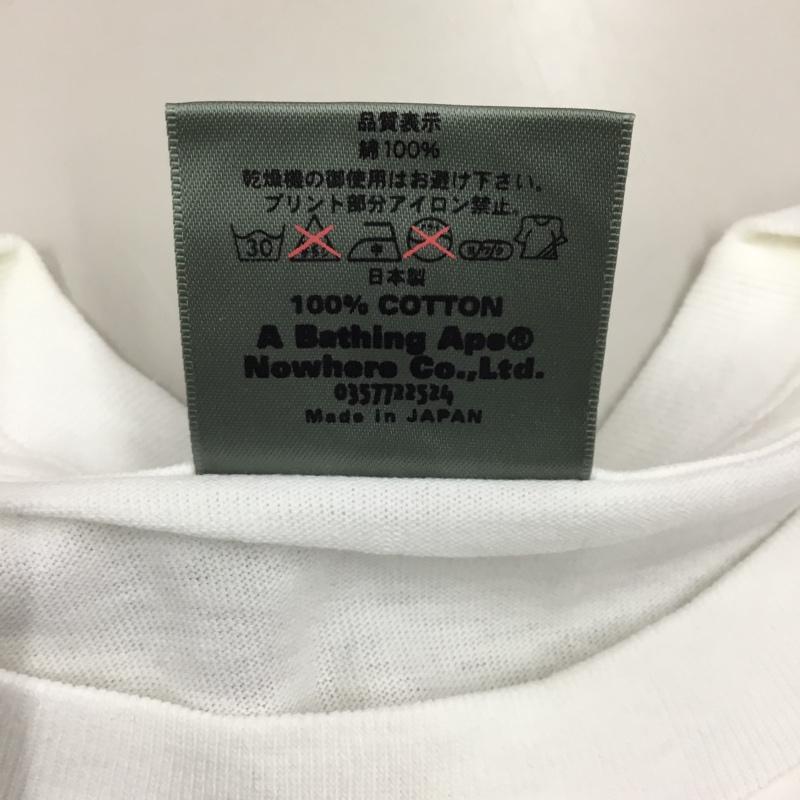 品質表示
綿100%
乾燥機の御使用はお避け下さい。
プリント部分アイロン禁止。
30 中
日本製
100% COTTON
A Bathing Ape®
Nowhere Co.,Ltd.
0357722524
Made in JAPAN